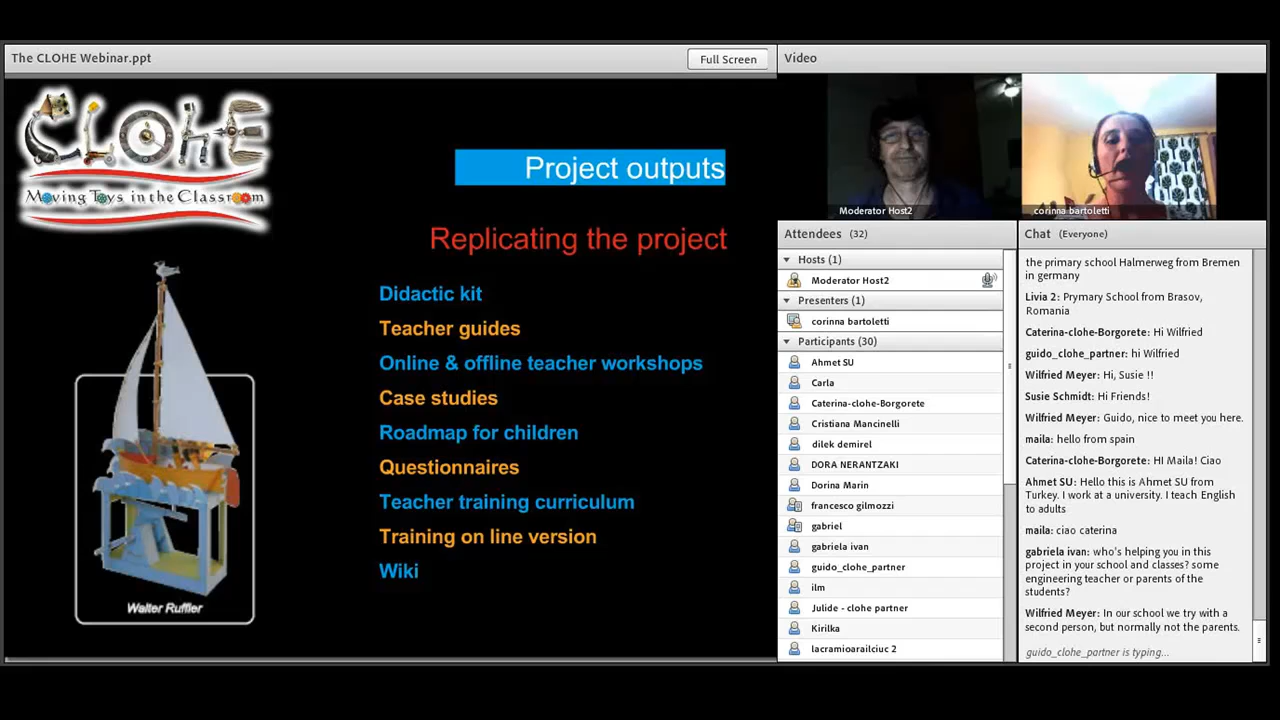 The CLOHE Webinar.ppt
Full Screen
CLOHE
Moving Toys in the Classroom
Project outputs
Replicating the project
Didactic kit
Teacher guides
Online & offline teacher workshops
Case studies
Roadmap for children
Questionnaires
Teacher training curriculum
Training on line version
Wiki
Walter Ruffler
Video
Moderator Host2
corinna bartoletti
Attendees (32)
Hosts (1)
Moderator Host2
Presenters (1)
corinna bartoletti
Participants (30)
Ahmet SU
Carla
Caterina-clohe-Borgorete
Cristiana Mancinelli
dilek demirel
DORA NERANTZAKI
Dorina Marin
francesco gilmozzi
gabriel
gabriela ivan
guido_clohe_partner
ilm
Julide - clohe partner
Kirilka
lacramioarailciuc 2
Chat (Everyone)
the primary school Halmerweg from Bremen
in germany
Livia 2: Prymary School from Brasov,
Romania
Caterina-clohe-Borgorete: Hi Wilfried
guido_clohe_partner: hi Wilfried
Wilfried Meyer: Hi, Susie !!
Susie Schmidt: Hi Friends!
Wilfried Meyer: Guido, nice to meet you here.
maila: hello from spain
Caterina-clohe-Borgorete: HI Maila! Ciao
Ahmet SU: Hello this is Ahmet SU from
Turkey. I work at a university. I teach English
to adults
maila: ciao caterina
gabriela ivan: who's helping you in this
project in your school and classes? some
engineering teacher or parents of the
students?
Wilfried Meyer: In our school we try with a
second person, but normally not the parents.
guido_clohe_partner is typing...